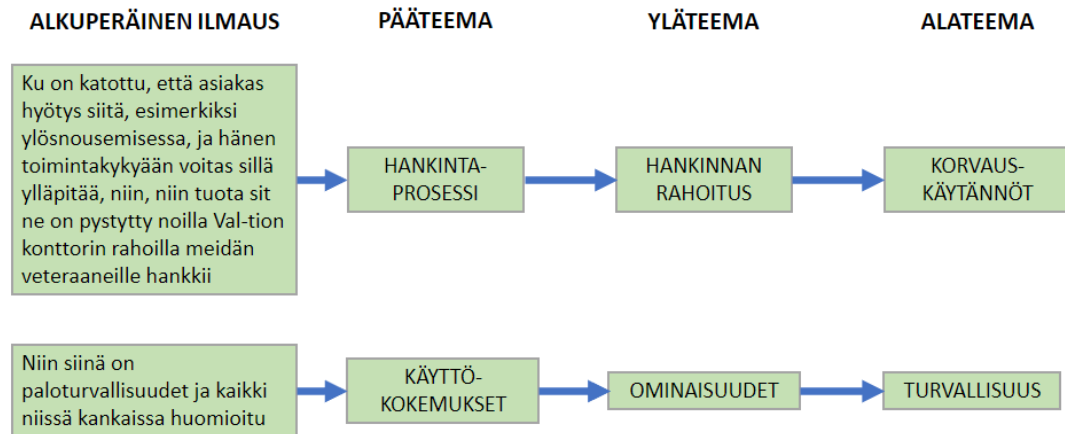 ALKUPERÄINEN ILMAUS
PÄÄTEEMA
YLÄTEEMA
ALATEEMA
Ku on katottu, että asiakas
hyötys siitä, esimerkiksi
ylösnousemisessa, ja hänen
toimintakykyään voitas sillä
ylläpitää, niin, niin tuota sit
ne on pystytty noilla Val-tion
konttorin rahoilla meidän
veteraaneille hankkii
HANKINTA-
PROSESSI
HANKINNAN
RAHOITUS
KORVAUS-
KÄYTÄNNÖT
Niin siinä on
paloturvallisuudet ja kaikki
niissä kankaissa huomioitu
KÄYTTÖ-
KOKEMUKSET
OMINAISUUDET
TURVALLISUUS